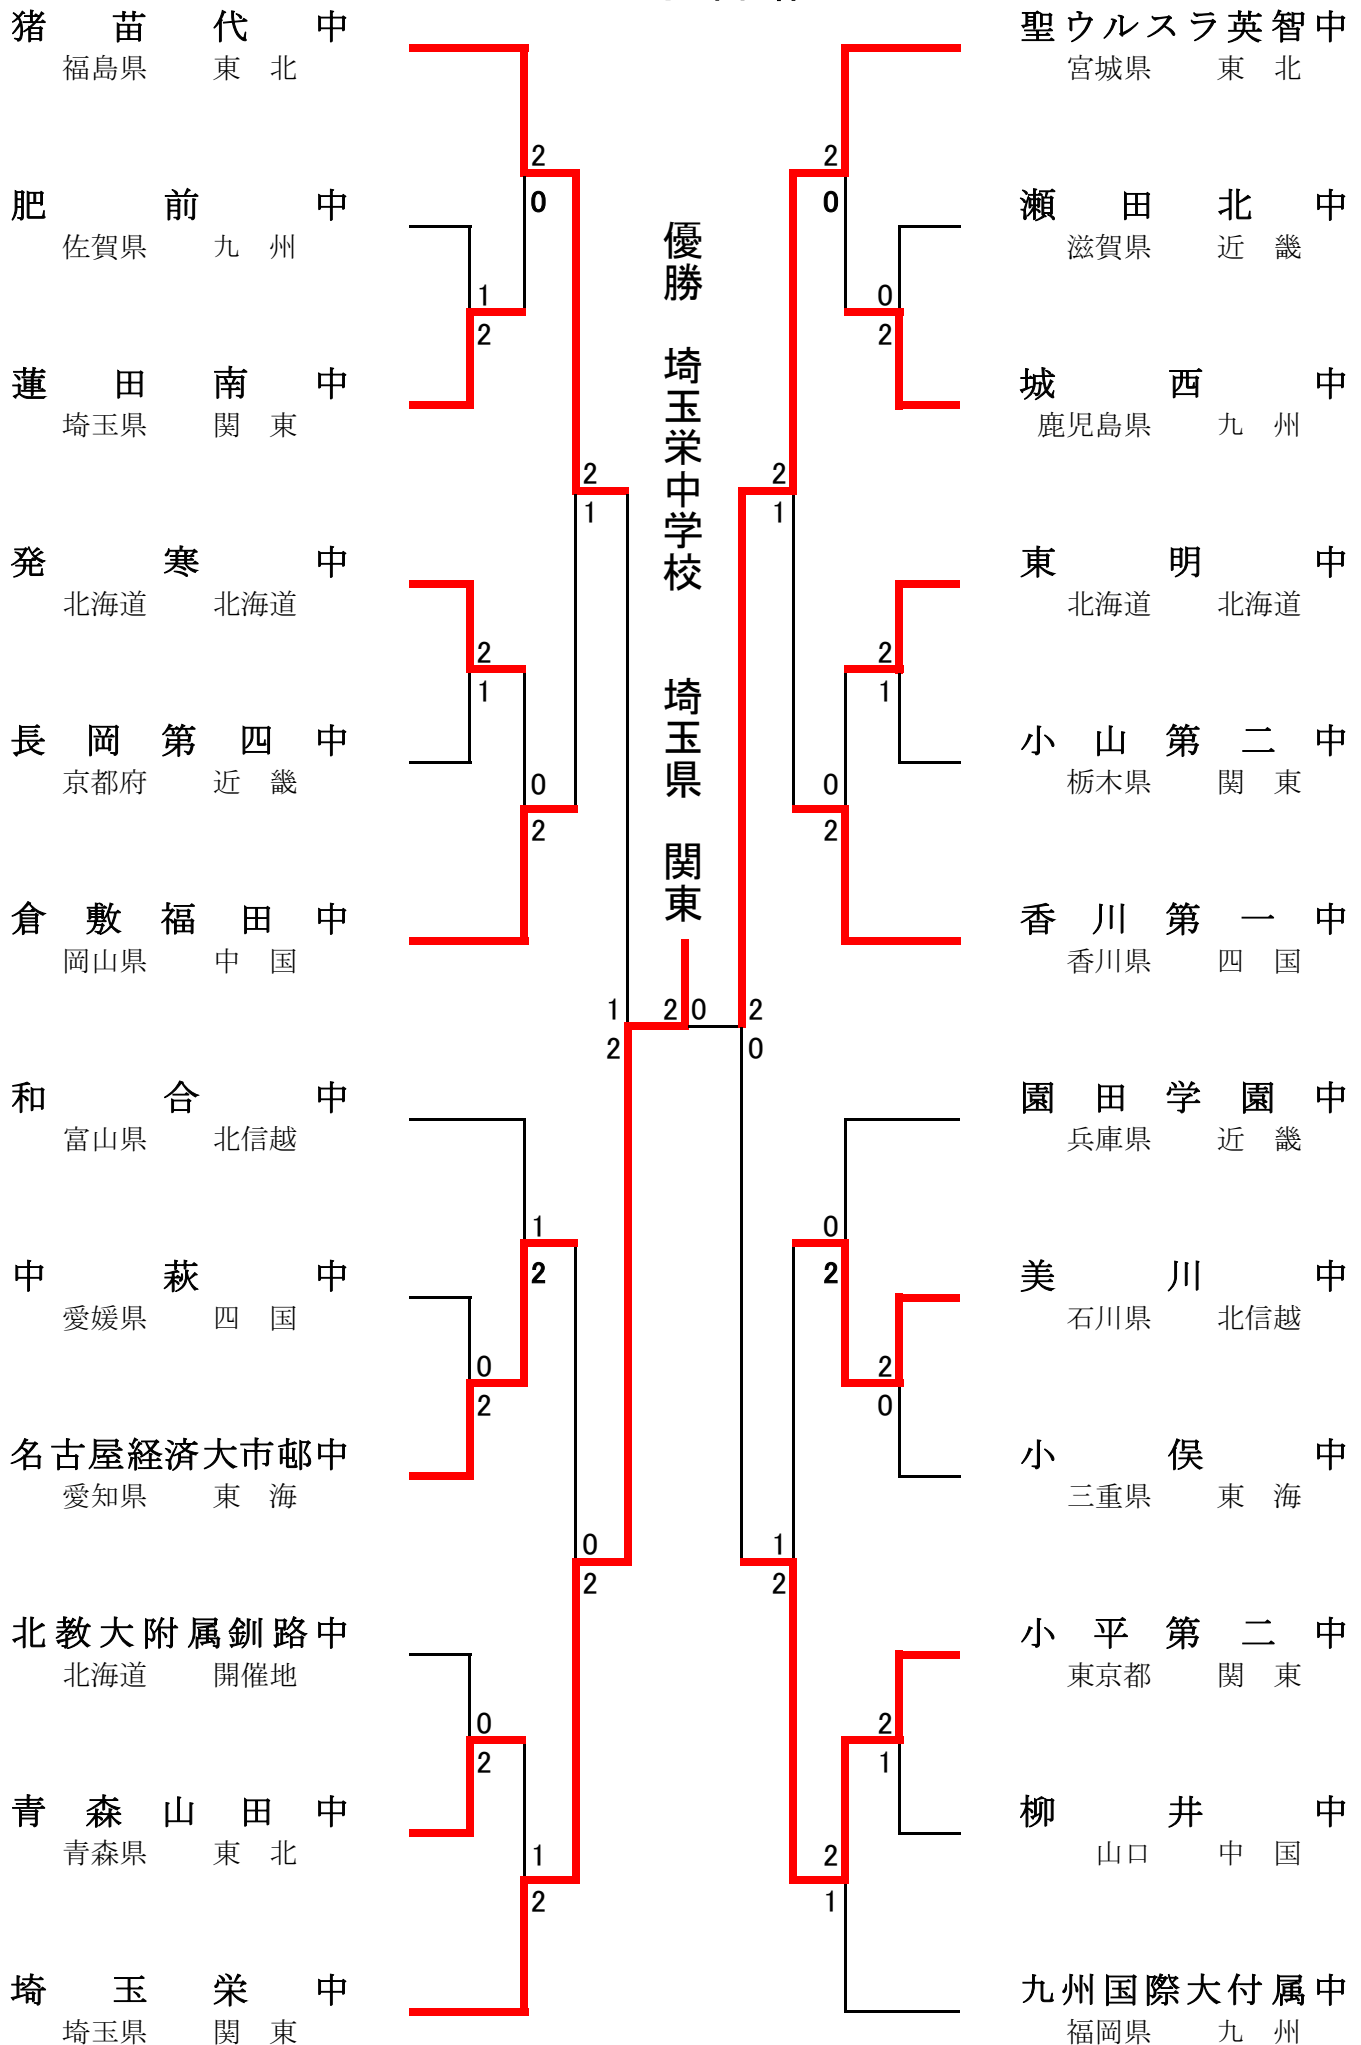 猪苗代中
福島県 東北
2
0
肥前中
佐賀県 九州
1
2
蓮田南中
埼玉県 関東
2
1
発寒中
北海道 北海道
2
1
長岡第四中
京都府 近畿
0
2
倉敷福田中
岡山県 中国
1
2
和合中
富山県 北信越
1
2
中萩中
愛媛県 四国
0
2
名古屋経済大市邨中
愛知県 東海
0
2
北教大附属釧路中
北海道 開催地
0
2
青森山田中
青森県 東北
1
2
埼玉栄中
埼玉県 関東
優勝 埼玉栄中学校 埼玉県 関東
2 0
聖ウルスラ英智中
宮城県 東北
2
0
瀬田北中
滋賀県 近畿
0
2
城西中
鹿児島県 九州
2
1
東明中
北海道 北海道
2
1
小山第二中
栃木県 関東
0
2
香川第一中
香川県 四国
2
0
園田学園中
兵庫県 近畿
0
2
美川中
石川県 北信越
2
0
小俣中
三重県 東海
1
2
小平第二中
東京都 関東
2
1
柳井中
山口 中国
2
1
九州国際大付属中
福岡県 九州